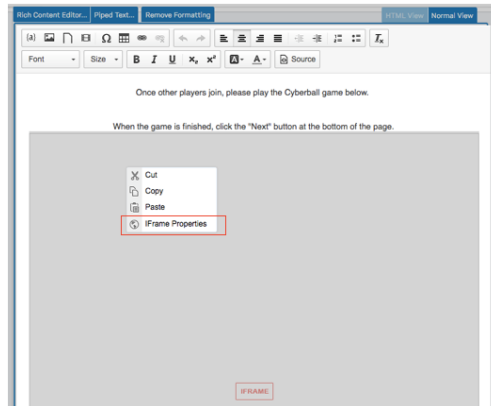 Rich Content Editor... Piped Text... Remove Formatting HTML View Normal View
Font Size B I U x₂ x² A A Source
Once other players join, please play the Cyberball game below.
When the game is finished, click the "Next" button at the bottom of the page.
Cut
Copy
Paste
IFrame Properties
IFRAME